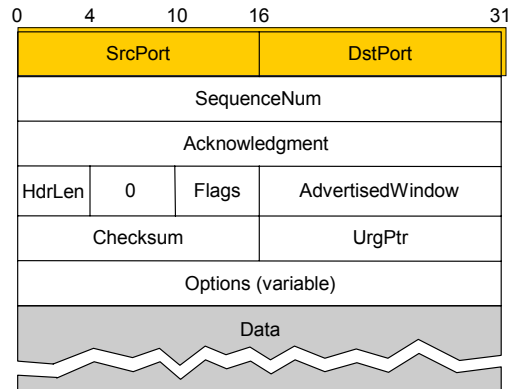 0 4 10 16 31
SrcPort DstPort
SequenceNum
Acknowledgment
HdrLen 0 Flags AdvertisedWindow
Checksum UrgPtr
Options (variable)
Data